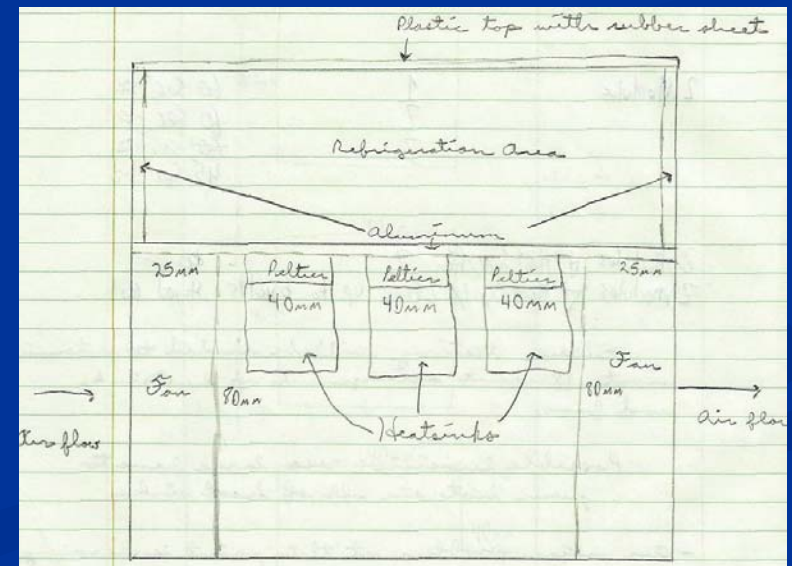 Plastic top with rubber sheet
Refrigeration Area
Aluminum
25mm
Peltier
Peltier
Peltier
25mm
40mm
40mm
40mm
Fan
80mm
80mm
Fan
Air flow
Heatsinks
Air flow